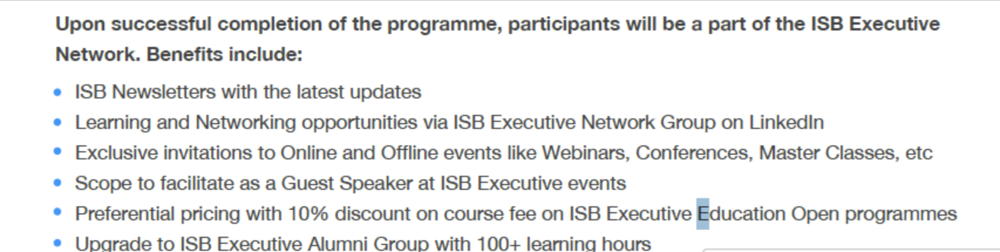 Upon successful completion of the programme, participants will be a part of the ISB Executive
Network. Benefits include:
• ISB Newsletters with the latest updates
• Learning and Networking opportunities via ISB Executive Network Group on LinkedIn
• Exclusive invitations to Online and Offline events like Webinars, Conferences, Master Classes, etc
• Scope to facilitate as a Guest Speaker at ISB Executive events
• Preferential pricing with 10% discount on course fee on ISB Executive Education Open programmes
• Upgrade to ISB Executive Alumni Group with 100+ learning hours